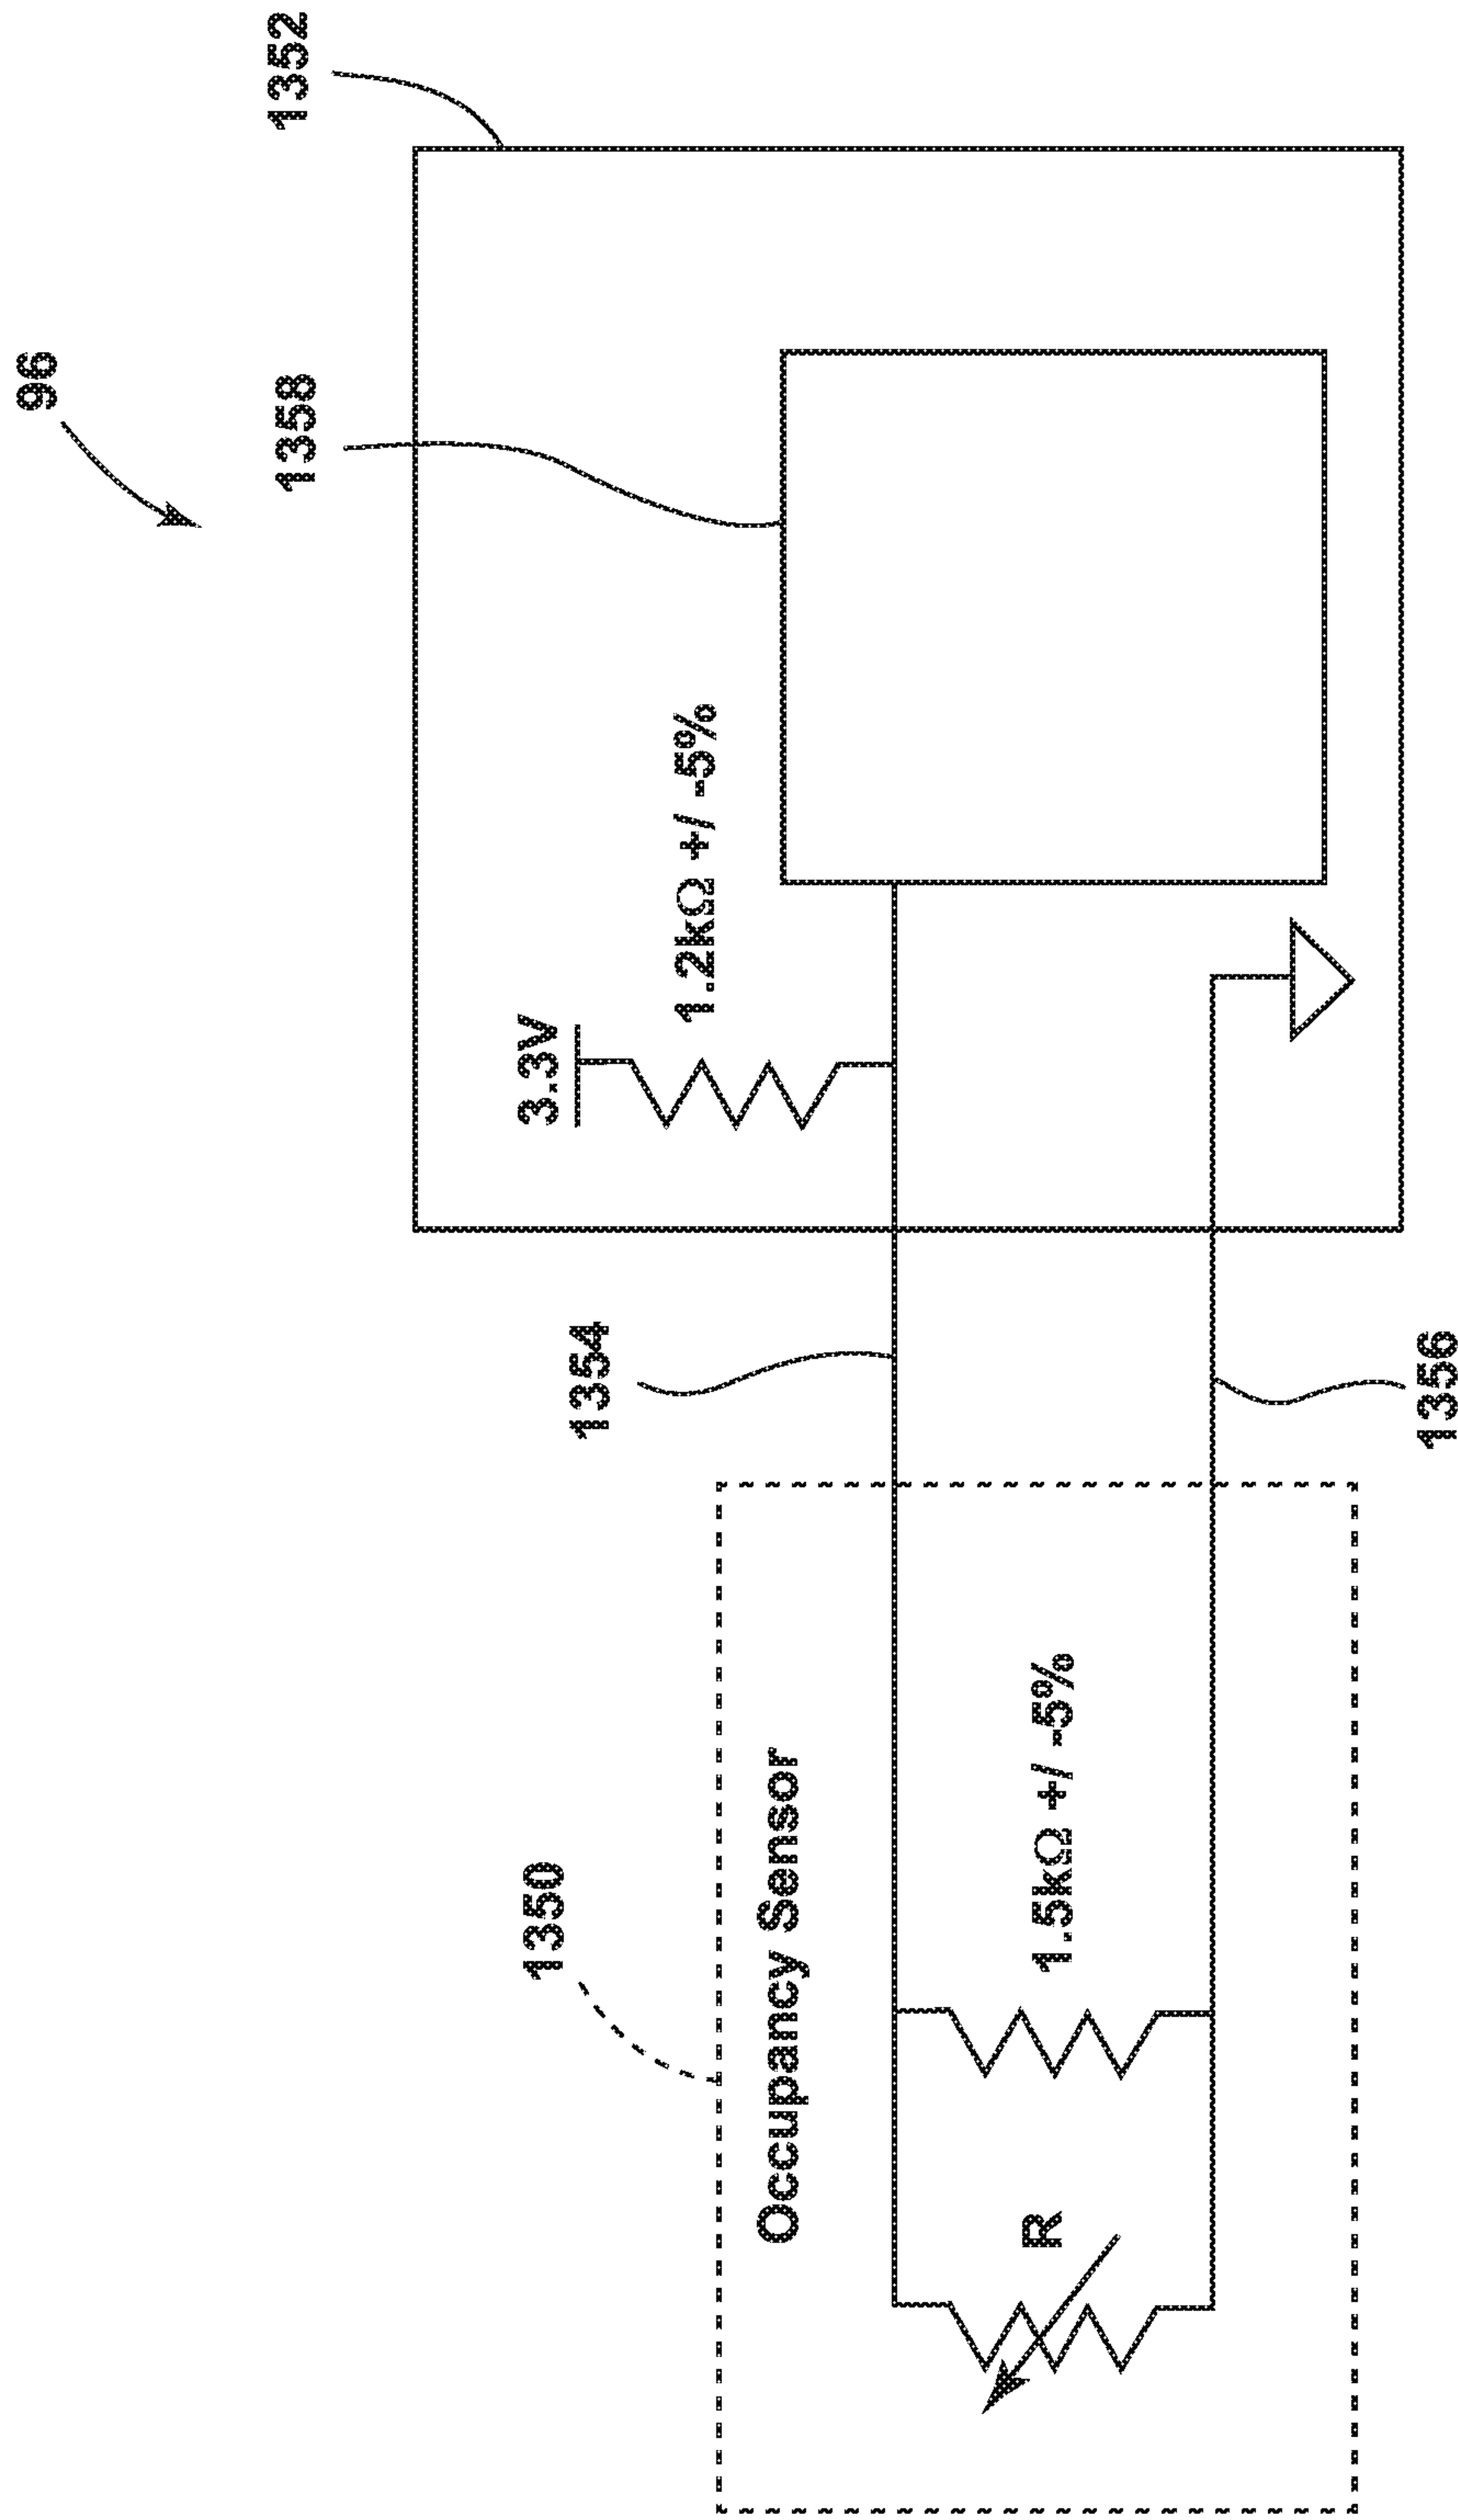 96
1352
1358
3.3V
1.2kΩ +/ -5%
1354
1350
Occupancy Sensor
1.5kΩ +/ -5%
R
1356